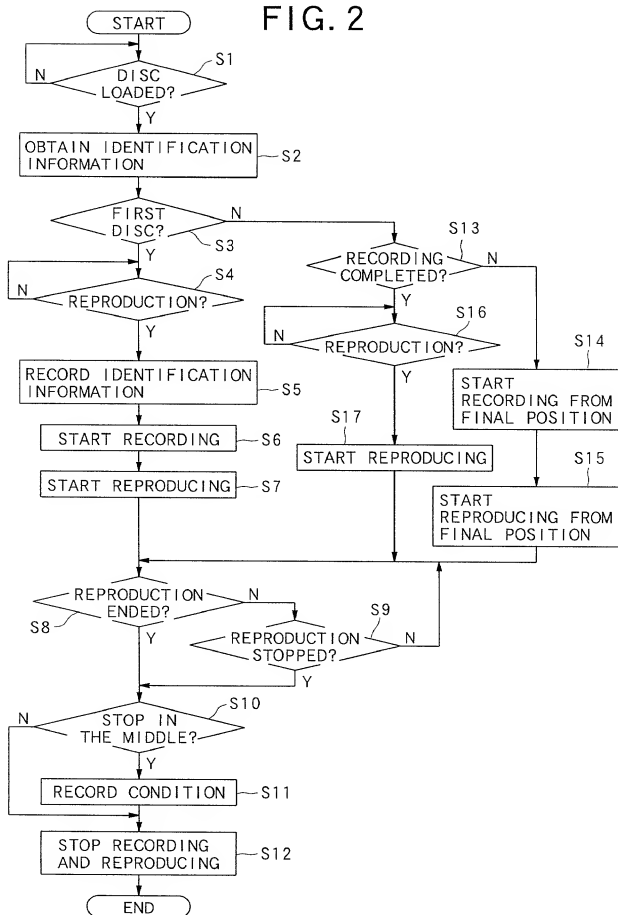 FIG. 2
START
N
S1
DISC
LOADED?
Y
OBTAIN IDENTIFICATION
INFORMATION
S2
FIRST
DISC?
N
S3
Y
S4
N
REPRODUCTION?
Y
RECORD IDENTIFICATION
INFORMATION
S5
START RECORDING
S6
START REPRODUCING
S7
S13
RECORDING
COMPLETED?
N
Y
S16
N
REPRODUCTION?
Y
S17
START REPRODUCING
S14
START
RECORDING FROM
FINAL POSITION
S15
START
REPRODUCING FROM
FINAL POSITION
REPRODUCTION
ENDED?
N
S8
Y
S9
REPRODUCTION
STOPPED?
N
Y
S10
N
STOP IN
THE MIDDLE?
Y
RECORD CONDITION
S11
STOP RECORDING
AND REPRODUCING
S12
END